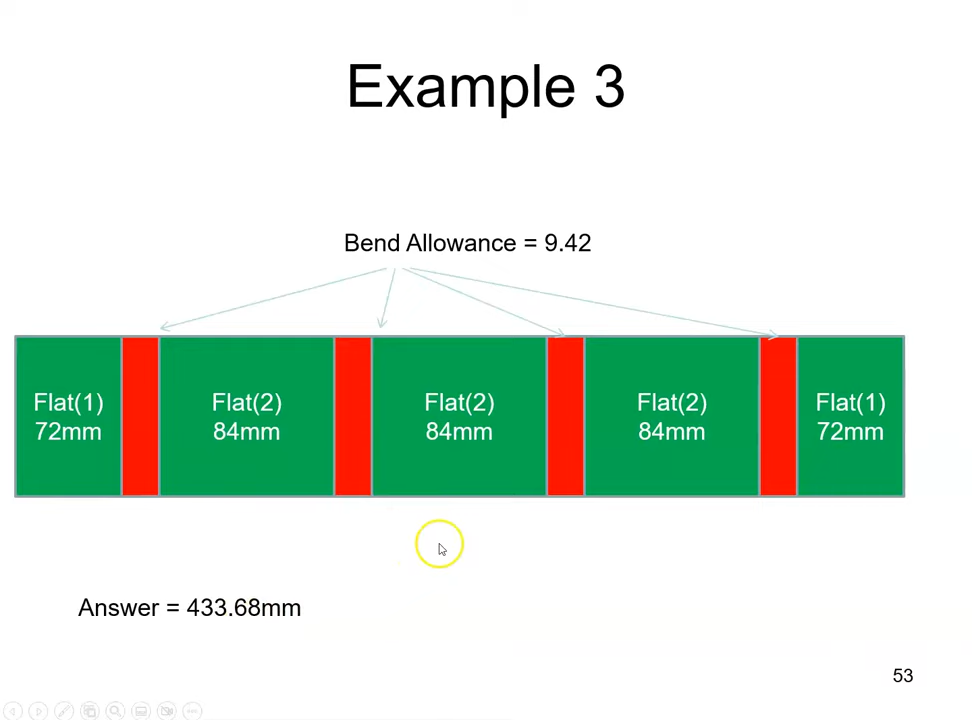 Example 3
Bend Allowance = 9.42
Flat(1)
72mm
Flat(2)
84mm
Flat(2)
84mm
Flat(2)
84mm
Flat(1)
72mm
Answer = 433.68mm
53